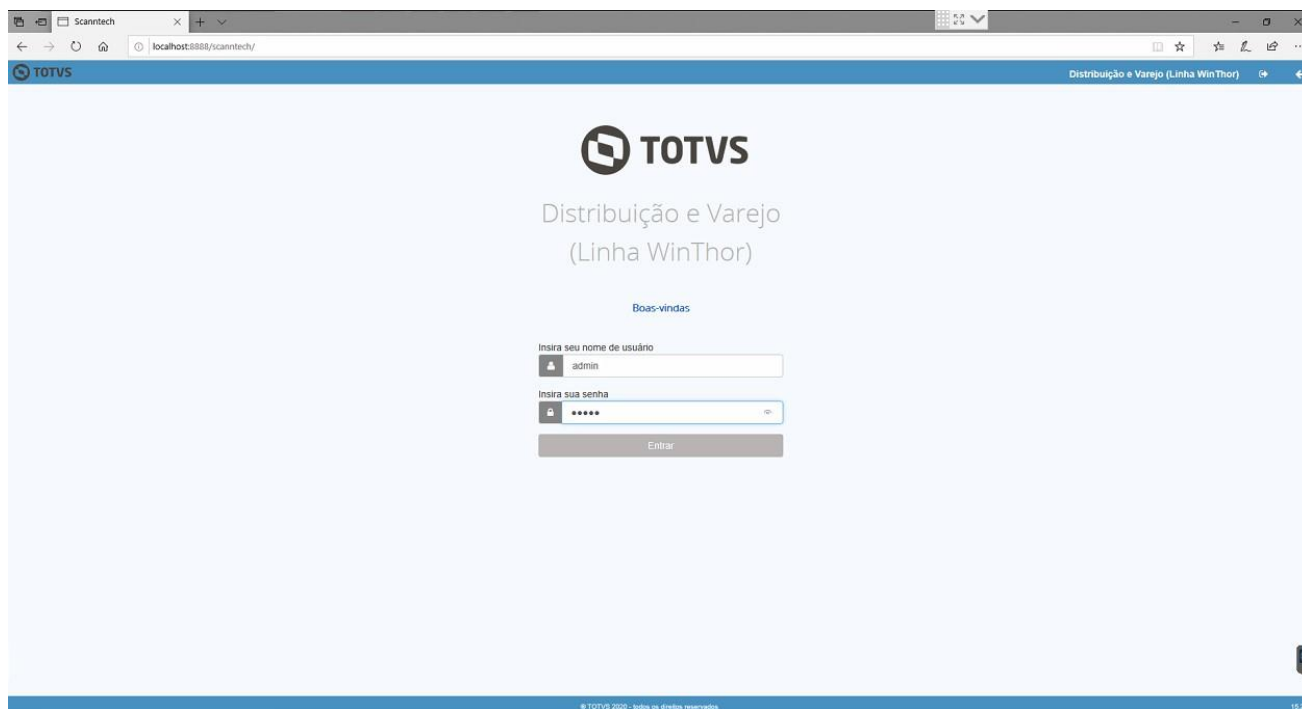 Scanntech
localhost:8888/scanntech/
TOTVS
Distribuição e Varejo (Linha WinThor)
TOTVS
Distribuição e Varejo
(Linha WinThor)
Boas-vindas
Insira seu nome de usuário
admin
Insira sua senha
Entrar
© TOTVS 2020 - todos os direitos reservados